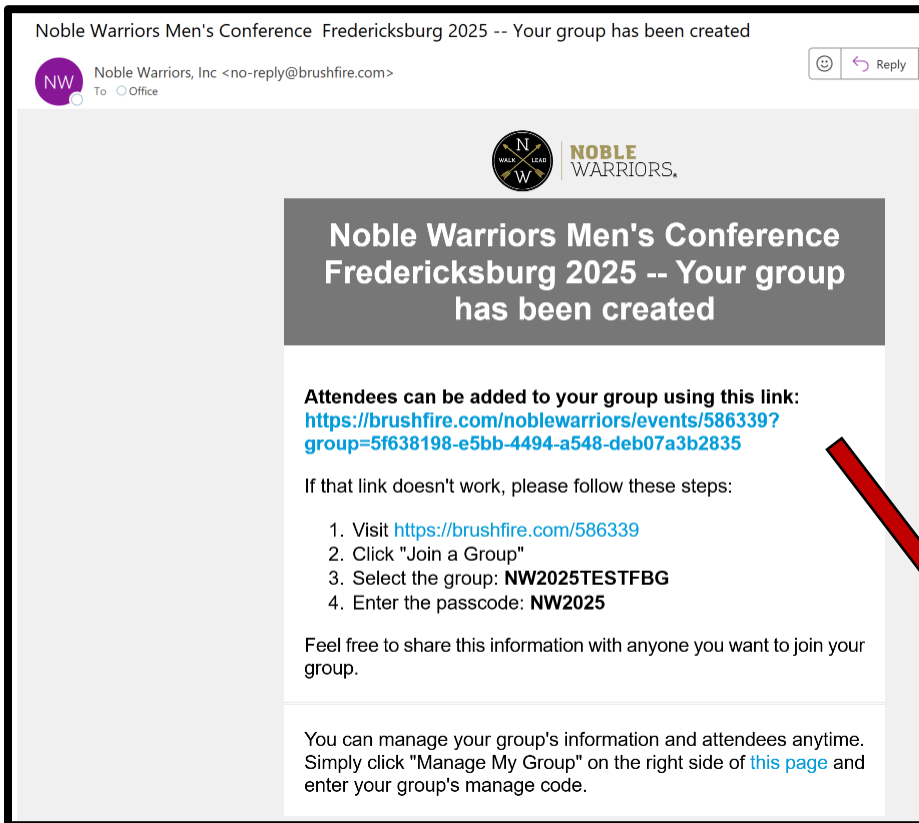 Noble Warriors Men's Conference  Fredericksburg 2025 -- Your group has been created
NW
Noble Warriors, Inc <no-reply@brushfire.com>
To Office
Reply
N
WALK LEAD
W
NOBLE
WARRIORS.
Noble Warriors Men's Conference
Fredericksburg 2025 -- Your group
has been created
Attendees can be added to your group using this link:
https://brushfire.com/noblewarriors/events/586339?
group=5f638198-e5bb-4494-a548-deb07a3b2835
If that link doesn't work, please follow these steps:
1. Visit https://brushfire.com/586339
2. Click "Join a Group"
3. Select the group: NW2025TESTFBG
4. Enter the passcode: NW2025
Feel free to share this information with anyone you want to join your
group.
You can manage your group's information and attendees anytime.
Simply click "Manage My Group" on the right side of this page and
enter your group's manage code.